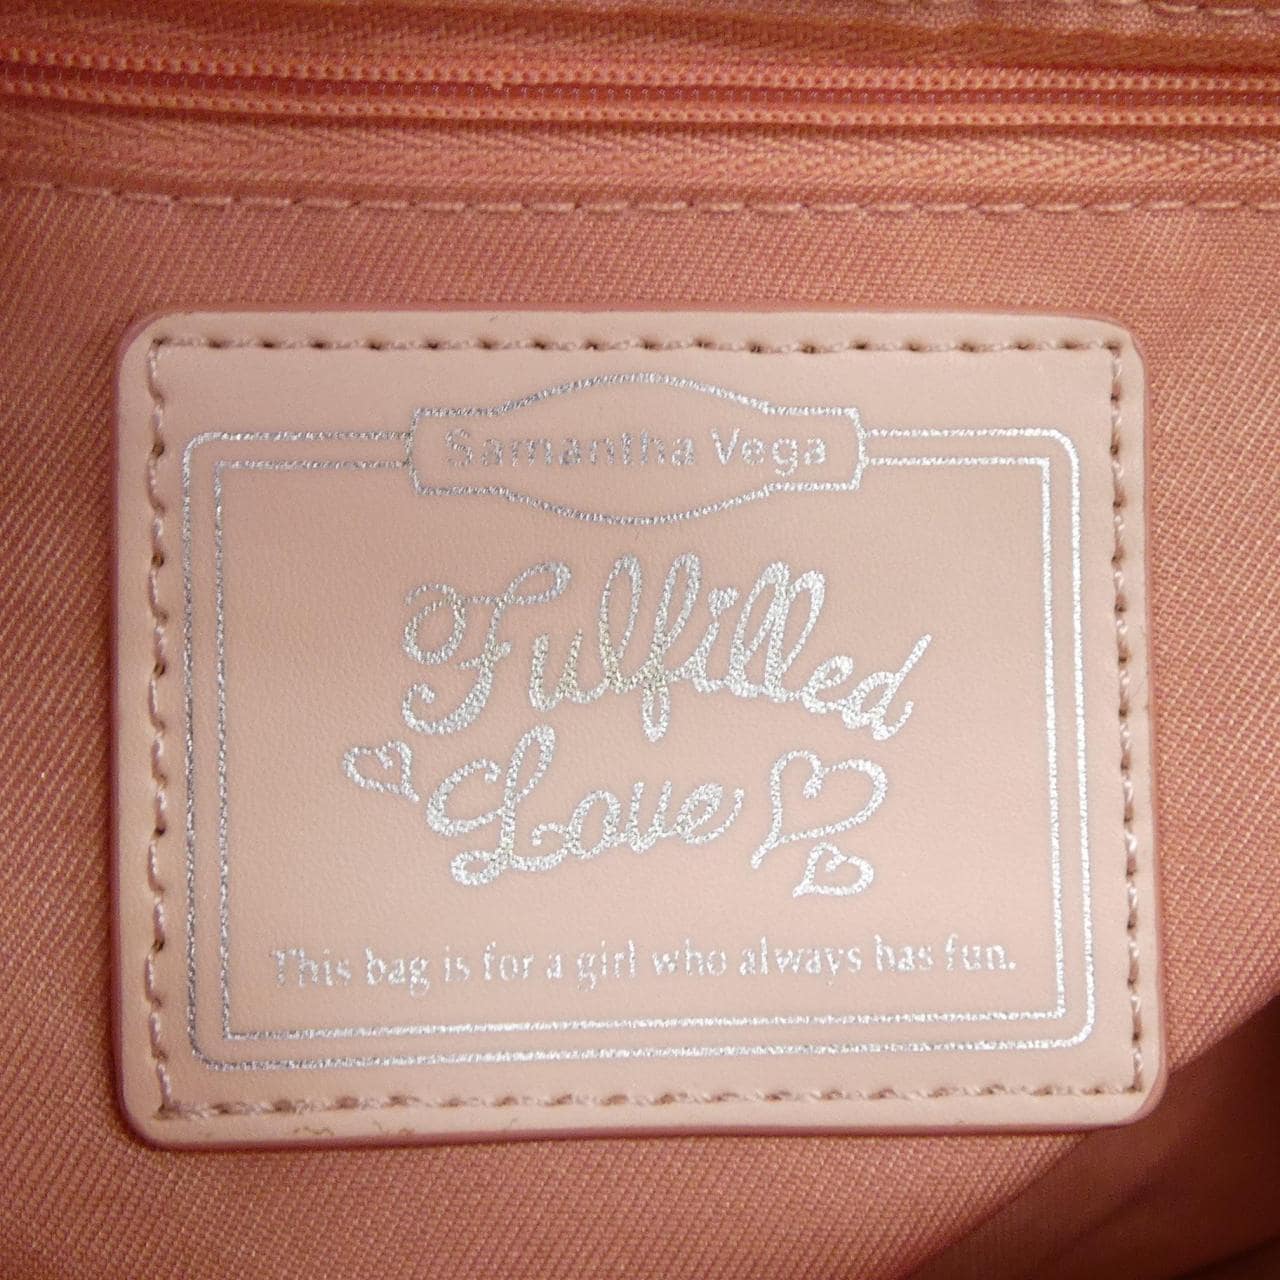 Samantha Vega
Fulfilled
Love
This bag is for a girl who always has fun.